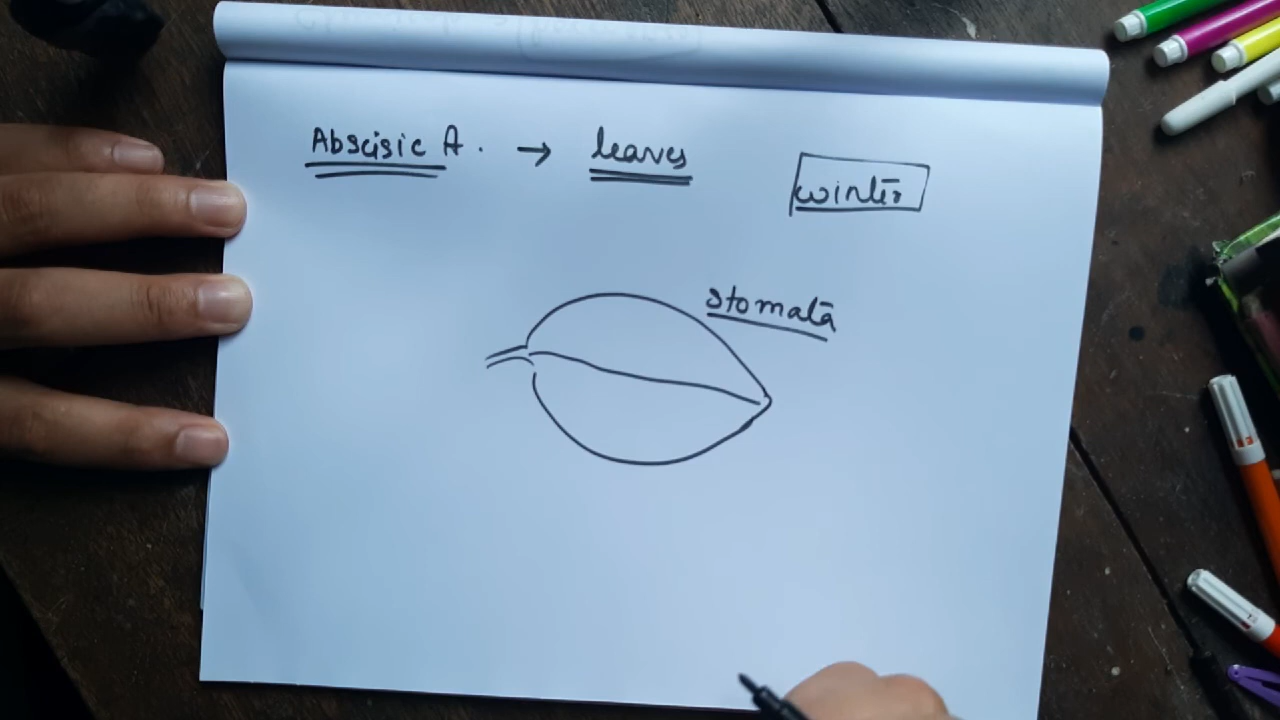 Abscisic A. → leaves
winter
stomata